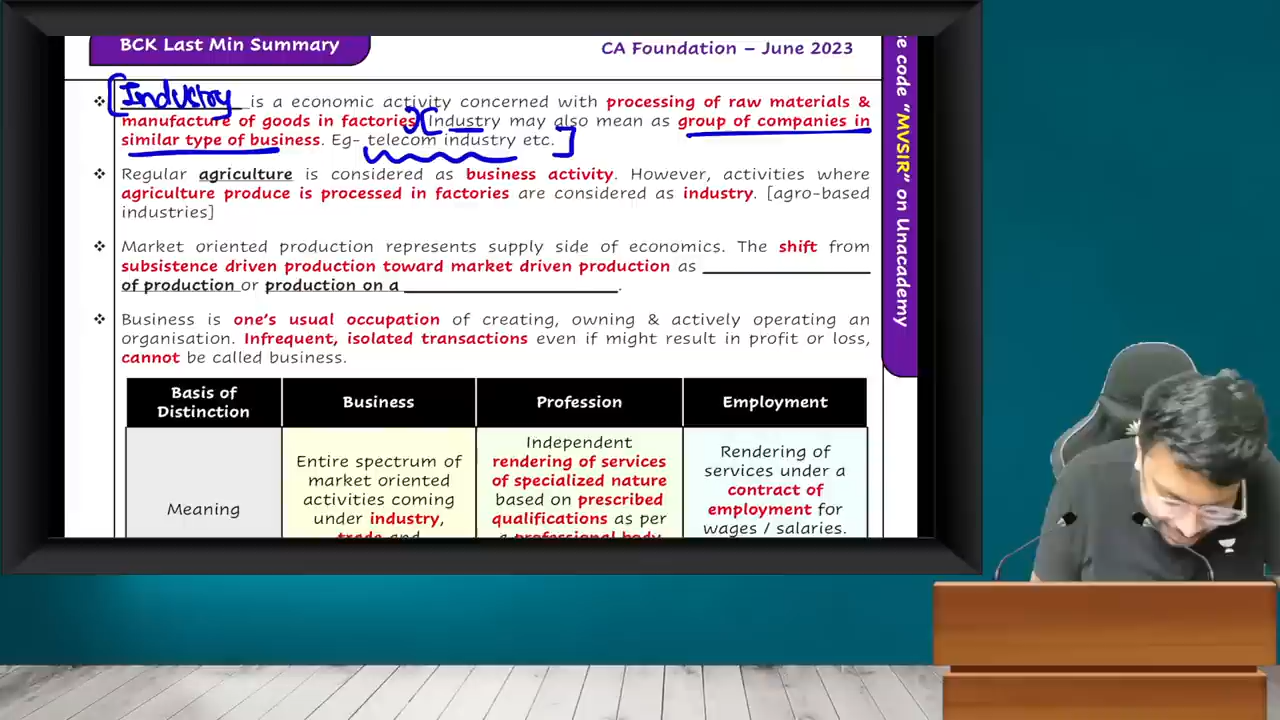 BCK Last Min Summary
CA Foundation – June 2023
❖ Industry is a economic activity concerned with processing of raw materials &
manufacture of goods in factories. Industry may also mean as group of companies in
similar type of business. Eg- telecom industry etc.
❖ Regular agriculture is considered as business activity. However, activities where
agriculture produce is processed in factories are considered as industry. [agro-based
industries]
❖ Market oriented production represents supply side of economics. The shift from
subsistence driven production toward market driven production as ____________
of production or production on a ____________.
❖ Business is one's usual occupation of creating, owning & actively operating an
organisation. Infrequent, isolated transactions even if might result in profit or loss,
cannot be called business.
Basis of
Distinction
Business
Profession
Employment
Meaning
Entire spectrum of
market oriented
activities coming
under industry,
trade and
Independent
rendering of services
of specialized nature
based on prescribed
qualifications as per
a professional body
Rendering of
services under a
contract of
employment for
wages / salaries.
code "MVSIR" on Unacademy